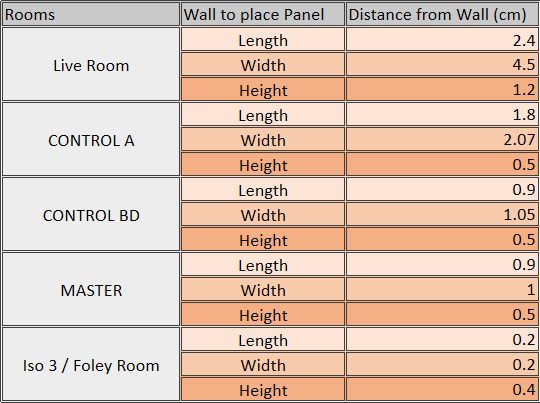 Rooms Wall to place Panel Distance from Wall (cm)
Live Room Length 2.4
Width 4.5
Height 1.2
CONTROL A Length 1.8
Width 2.07
Height 0.5
CONTROL BD Length 0.9
Width 1.05
Height 0.5
MASTER Length 0.9
Width 1
Height 0.5
Iso 3 / Foley Room Length 0.2
Width 0.2
Height 0.4